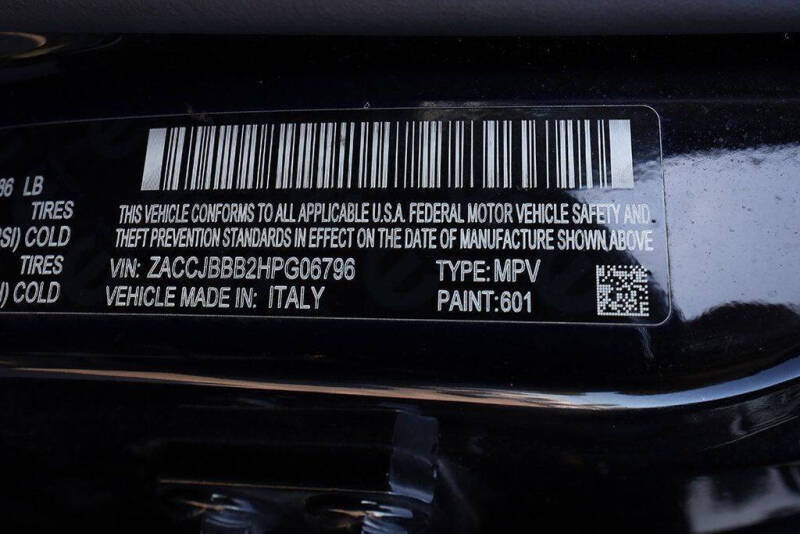 LB
TIRES
SI) COLD
COLD
THIS VEHICLE CONFORMS TO ALL APPLICABLE U.S.A. FEDERAL MOTOR VEHICLE SAFETY AND
THEFT PREVENTION STANDARDS IN EFFECT ON THE DATE OF MANUFACTURE SHOWN ABOVE
VIN: ZACCJBBB2HPG06796 TYPE: MPV
VEHICLE MADE IN: ITALY PAINT:601